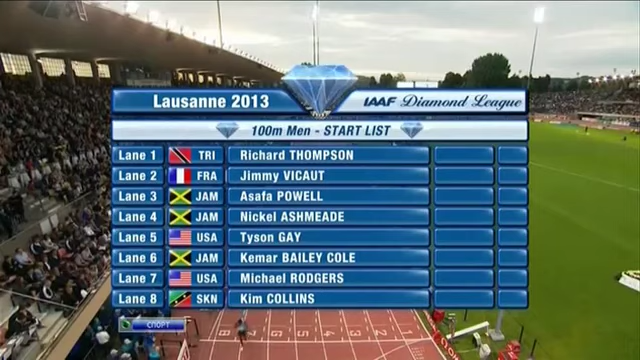 Lausanne 2013 IAAF Diamond League
100m Men - START LIST
Lane 1 TRI Richard THOMPSON
Lane 2 FRA Jimmy VICAUT
Lane 3 JAM Asafa POWELL
Lane 4 JAM Nickel ASHMEADE
Lane 5 USA Tyson GAY
Lane 6 JAM Kemar BAILEY COLE
Lane 7 USA Michael RODGERS
Lane 8 SKN Kim COLLINS
СПОРТ